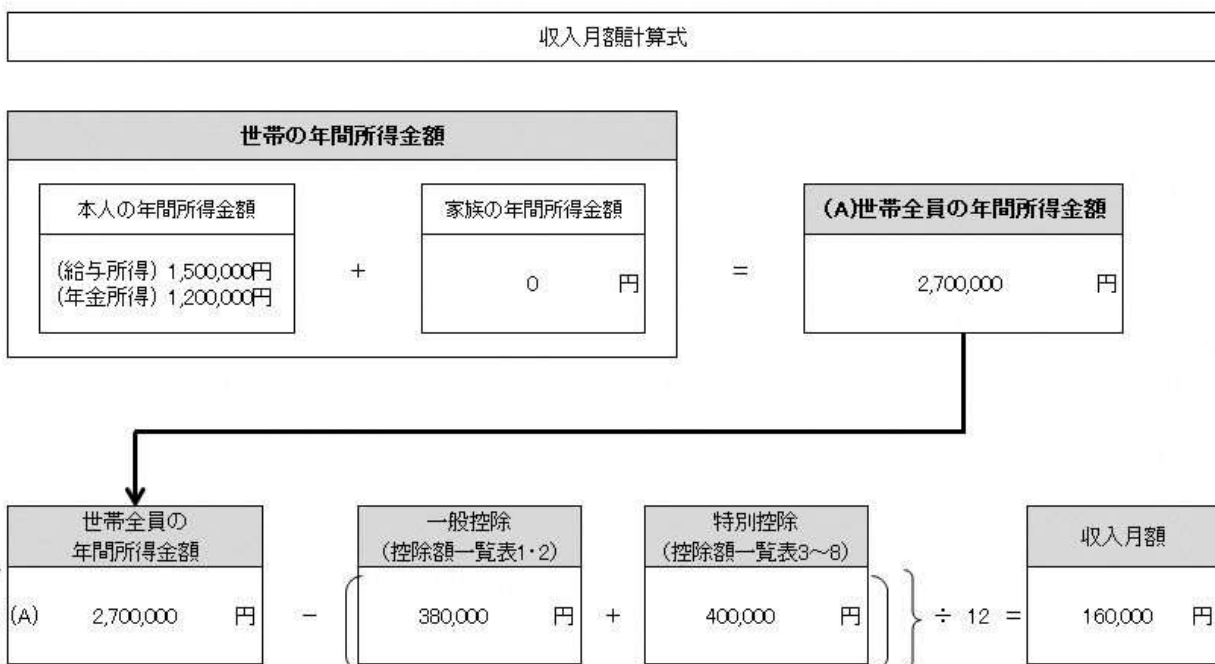 収入月額計算式
世帯の年間所得金額
本人の年間所得金額
(給与所得) 1,500,000円
(年金所得) 1,200,000円
+
家族の年間所得金額
0 円
=
(A)世帯全員の年間所得金額
2,700,000 円
世帯全員の
年間所得金額
(A) 2,700,000 円
-
一般控除
(控除額一覧表1・2)
380,000 円
+
特別控除
(控除額一覧表3～8)
400,000 円
÷ 12 =
収入月額
160,000 円